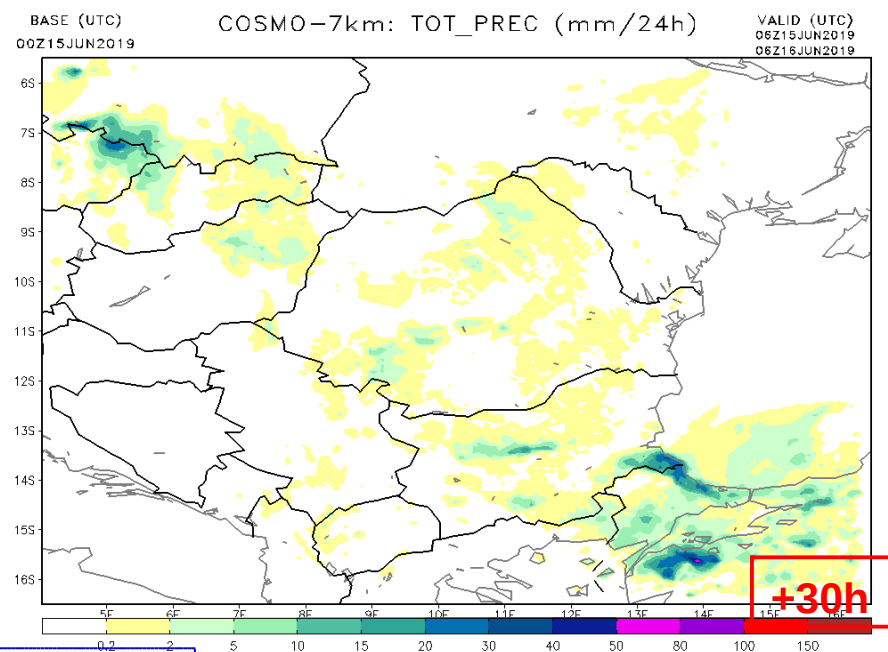 BASE (UTC)
00Z15JUN2019
COSMO-7km: TOT_PREC (mm/24h)
VALID (UTC)
06Z15JUN2019
06Z16JUN2019
6S
7S
8S
9S
10S
11S
12S
13S
14S
15S
16S
5E 6E 7E 8E 9E 10E 11E 12E 13E 14E 15E 16E
+30h
0.2 2 5 10 15 20 30 40 50 80 100 150